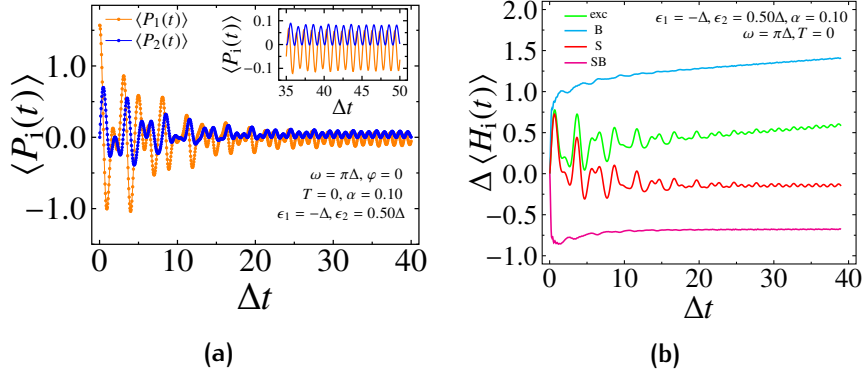 ⟨P₁(t)⟩
⟨P₂(t)⟩
⟨Pᵢ(t)⟩
0.1
0.0
−0.1
35 40 45 50
Δt
⟨Pᵢ(t)⟩
1.0
0.0
−1.0
ω = πΔ, φ = 0
T = 0, α = 0.10
ϵ₁ = −Δ, ϵ₂ = 0.50Δ
0 10 20 30 40
Δt
(a)
exc
B
S
SB
ϵ₁ = −Δ, ϵ₂ = 0.50Δ, α = 0.10
ω = πΔ, T = 0
Δ ⟨Hᵢ(t)⟩
2.0
1.5
1.0
0.5
0.0
−0.5
−1.0
0 10 20 30 40
Δt
(b)